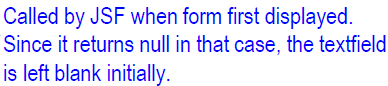 Called by JSF when form first displayed.
Since it returns null in that case, the textfield
is left blank initially.